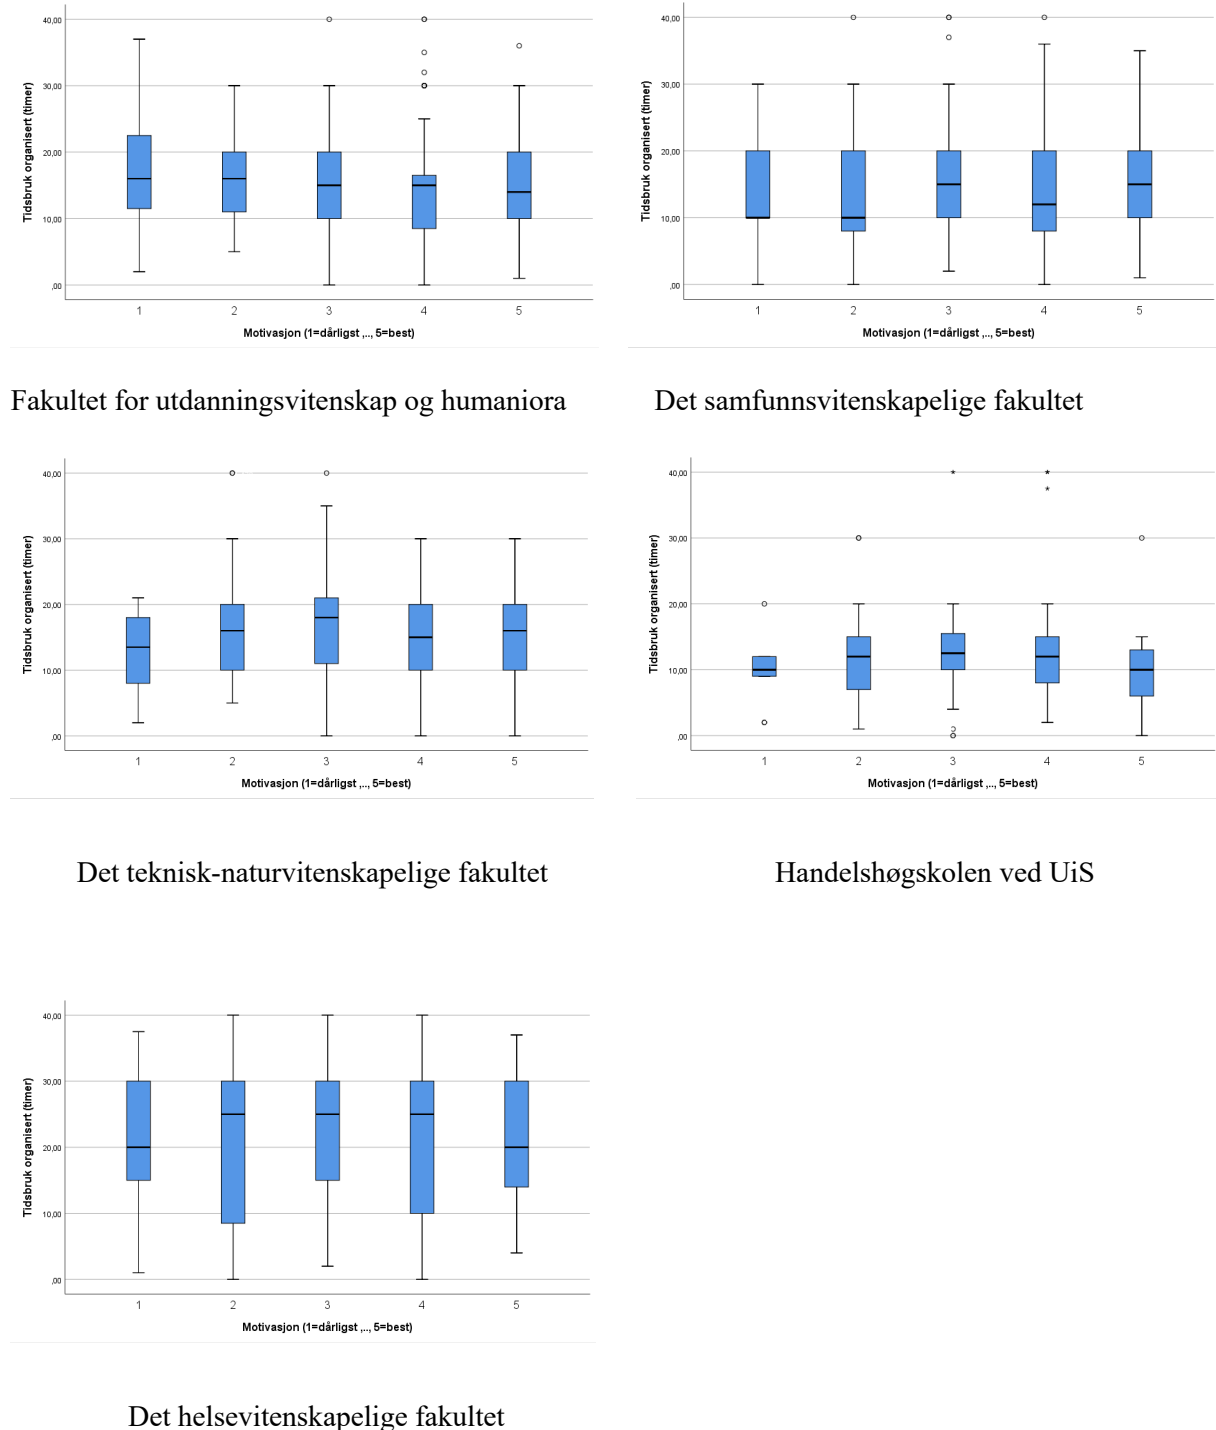 40,00
30,00
20,00
10,00
,00
Tidsbruk organisert (timer)
1 2 3 4 5
Motivasjon (1=dårligst ,.., 5=best)
40,00
30,00
20,00
10,00
,00
Tidsbruk organisert (timer)
1 2 3 4 5
Motivasjon (1=dårligst ,.., 5=best)
Fakultet for utdanningsvitenskap og humaniora
Det samfunnsvitenskapelige fakultet
40,00
30,00
20,00
10,00
,00
Tidsbruk organisert (timer)
1 2 3 4 5
Motivasjon (1=dårligst ,.., 5=best)
40,00
30,00
20,00
10,00
,00
Tidsbruk organisert (timer)
1 2 3 4 5
Motivasjon (1=dårligst ,.., 5=best)
Det teknisk-naturvitenskapelige fakultet
Handelshøgskolen ved UiS
40,00
30,00
20,00
10,00
,00
Tidsbruk organisert (timer)
1 2 3 4 5
Motivasjon (1=dårligst ,.., 5=best)
Det helsevitenskapelige fakultet